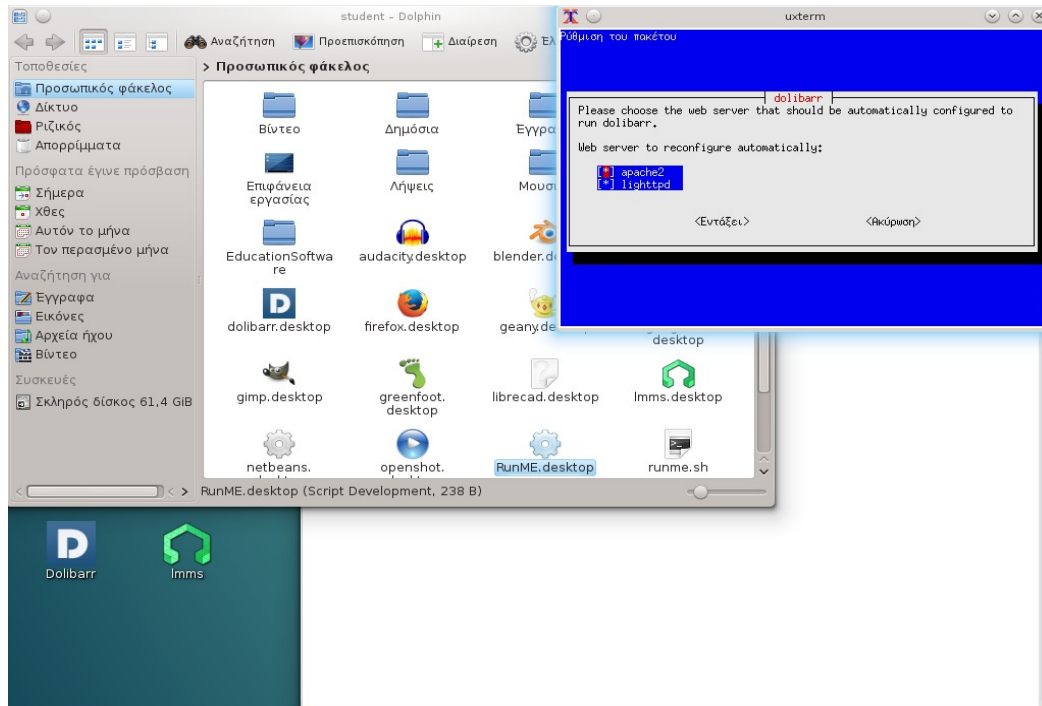 student – Dolphin
Αναζήτηση Προεπισκόπηση Διαίρεση
Τοποθεσίες
Προσωπικός φάκελος
Δίκτυο
Ριζικός
Απορρίμματα
Πρόσφατα έγινε πρόσβαση
Σήμερα
Χθες
Αυτόν το μήνα
Τον περασμένο μήνα
Αναζήτηση για
Έγγραφα
Εικόνες
Αρχεία ήχου
Βίντεο
Συσκευές
Σκληρός δίσκος 61,4 GiB
> Προσωπικός φάκελος
Βίντεο Δημόσια
Επιφάνεια Λήψεις
εργασίας
EducationSoftwa audacity.desktop
re
dolibarr.desktop firefox.desktop
desktop
gimp.desktop greenfoot. librecad.desktop lmms.desktop
desktop
netbeans. openshot. RunME.desktop runme.sh
RunME.desktop (Script Development, 238 B)
uxterm
Ρύθμιση του πακέτου
dolibarr
Please choose the web server that should be automatically configured to
run dolibarr.
Web server to reconfigure automatically:
[*] apache2
[*] lighttpd
<Εντάξει> <Ακύρωση>
Dolibarr lmms